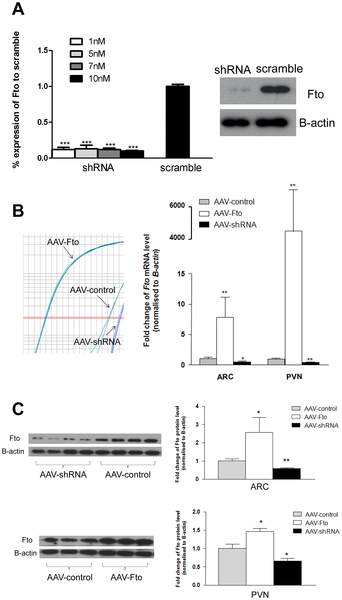 A
% expression of Fto to scramble
1.5
1.0
0.5
0.0
1nM
5nM
7nM
10nM
***
***
***
***
shRNA
scramble
shRNA scramble
Fto
B-actin
B
AAV-Fto
AAV-control
AAV-shRNA
Fold change of Fto mRNA level
(normalised to B-actin)
AAV-control
AAV-Fto
AAV-shRNA
6000
4000
15
10
5
0
**
*
**
**
ARC
PVN
C
Fto
B-actin
AAV-shRNA
AAV-control
Fold change of Fto protein level
(normalised to B-actin)
AAV-control
AAV-Fto
AAV-shRNA
4
3
2
1
0
*
**
ARC
Fto
B-actin
AAV-control
AAV-Fto
Fold change of Fto protein level
(normalised to B-actin)
AAV-control
AAV-Fto
AAV-shRNA
2.0
1.5
1.0
0.5
0.0
*
*
PVN